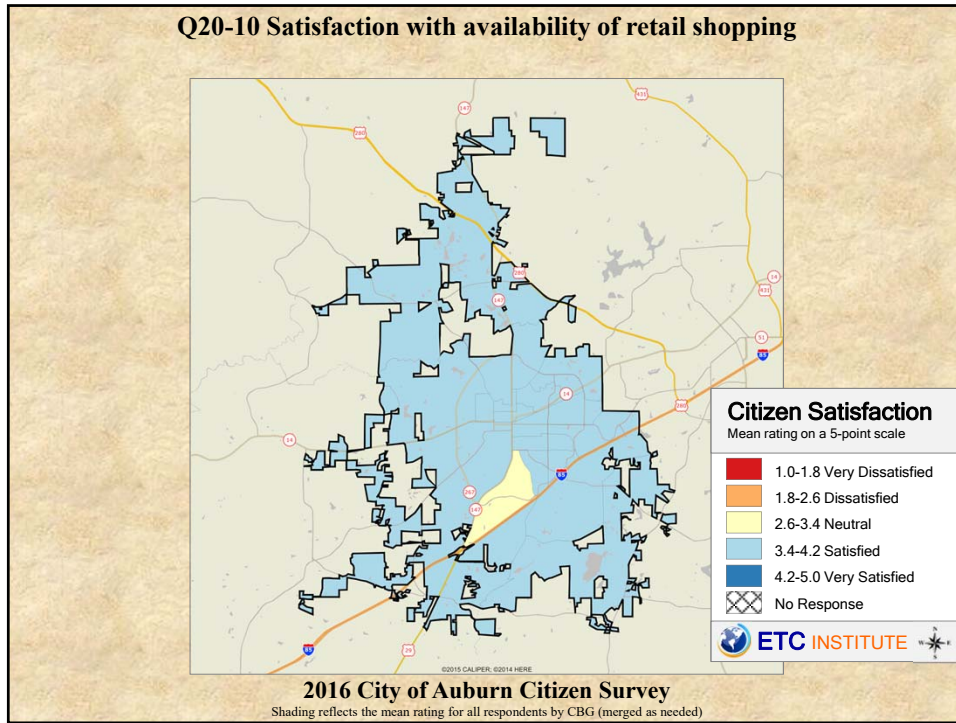 Q20-10 Satisfaction with availability of retail shopping
147
431
280
280
14
147
431
51
85
14
280
14
85
267
147
85
29
©2015 CALIPER; ©2014 HERE
Citizen Satisfaction
Mean rating on a 5-point scale
1.0-1.8 Very Dissatisfied
1.8-2.6 Dissatisfied
2.6-3.4 Neutral
3.4-4.2 Satisfied
4.2-5.0 Very Satisfied
No Response
ETC INSTITUTE
N
W E
S
2016 City of Auburn Citizen Survey
Shading reflects the mean rating for all respondents by CBG (merged as needed)